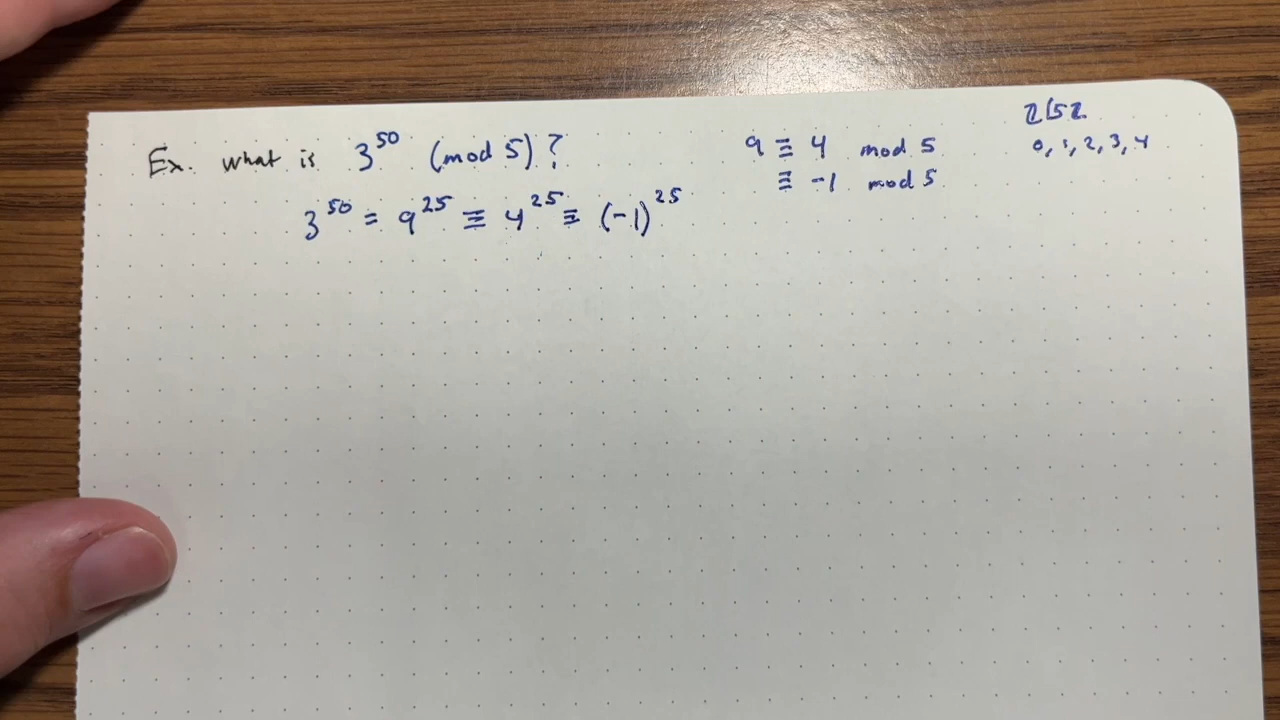 Ex. what is 3^50 (mod 5)?
3^50 = 9^25 ≡ 4^25 ≡ (-1)^25
9 ≡ 4 mod 5
≡ -1 mod 5
ℤ/5ℤ
0, 1, 2, 3, 4